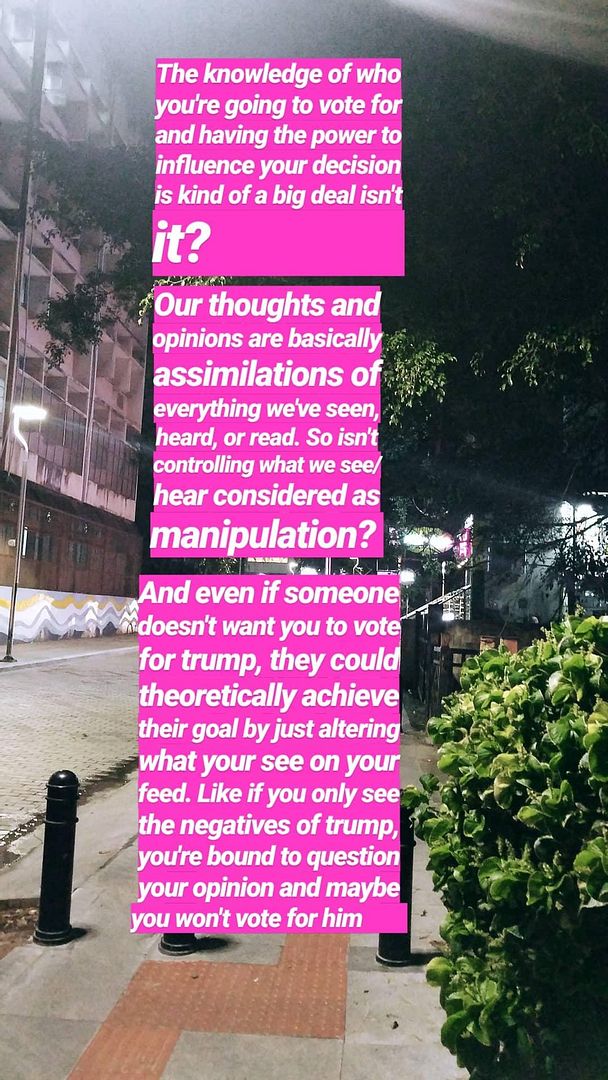 The knowledge of who
you're going to vote for
and having the power to
influence your decision
is kind of a big deal isn't
it?
Our thoughts and
opinions are basically
assimilations of
everything we've seen,
heard, or read. So isn't
controlling what we see/
hear considered as
manipulation?
And even if someone
doesn't want you to vote
for trump, they could
theoretically achieve
their goal by just altering
what your see on your
feed. Like if you only see
the negatives of trump,
you're bound to question
your opinion and maybe
you won't vote for him